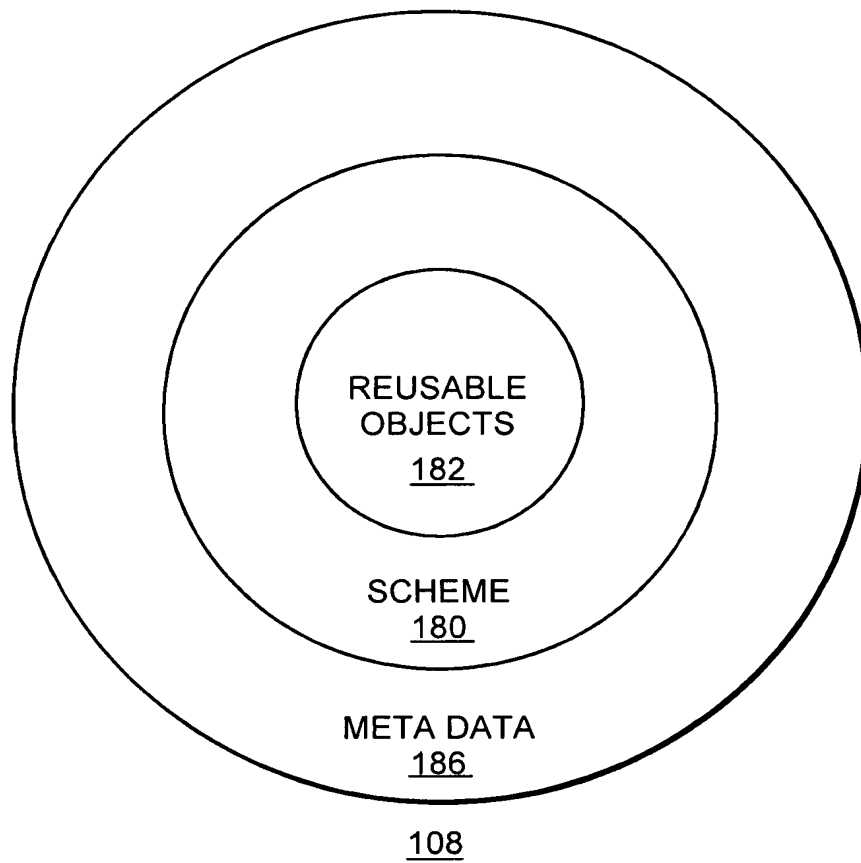 REUSABLE
OBJECTS
182
SCHEME
180
META DATA
186
108